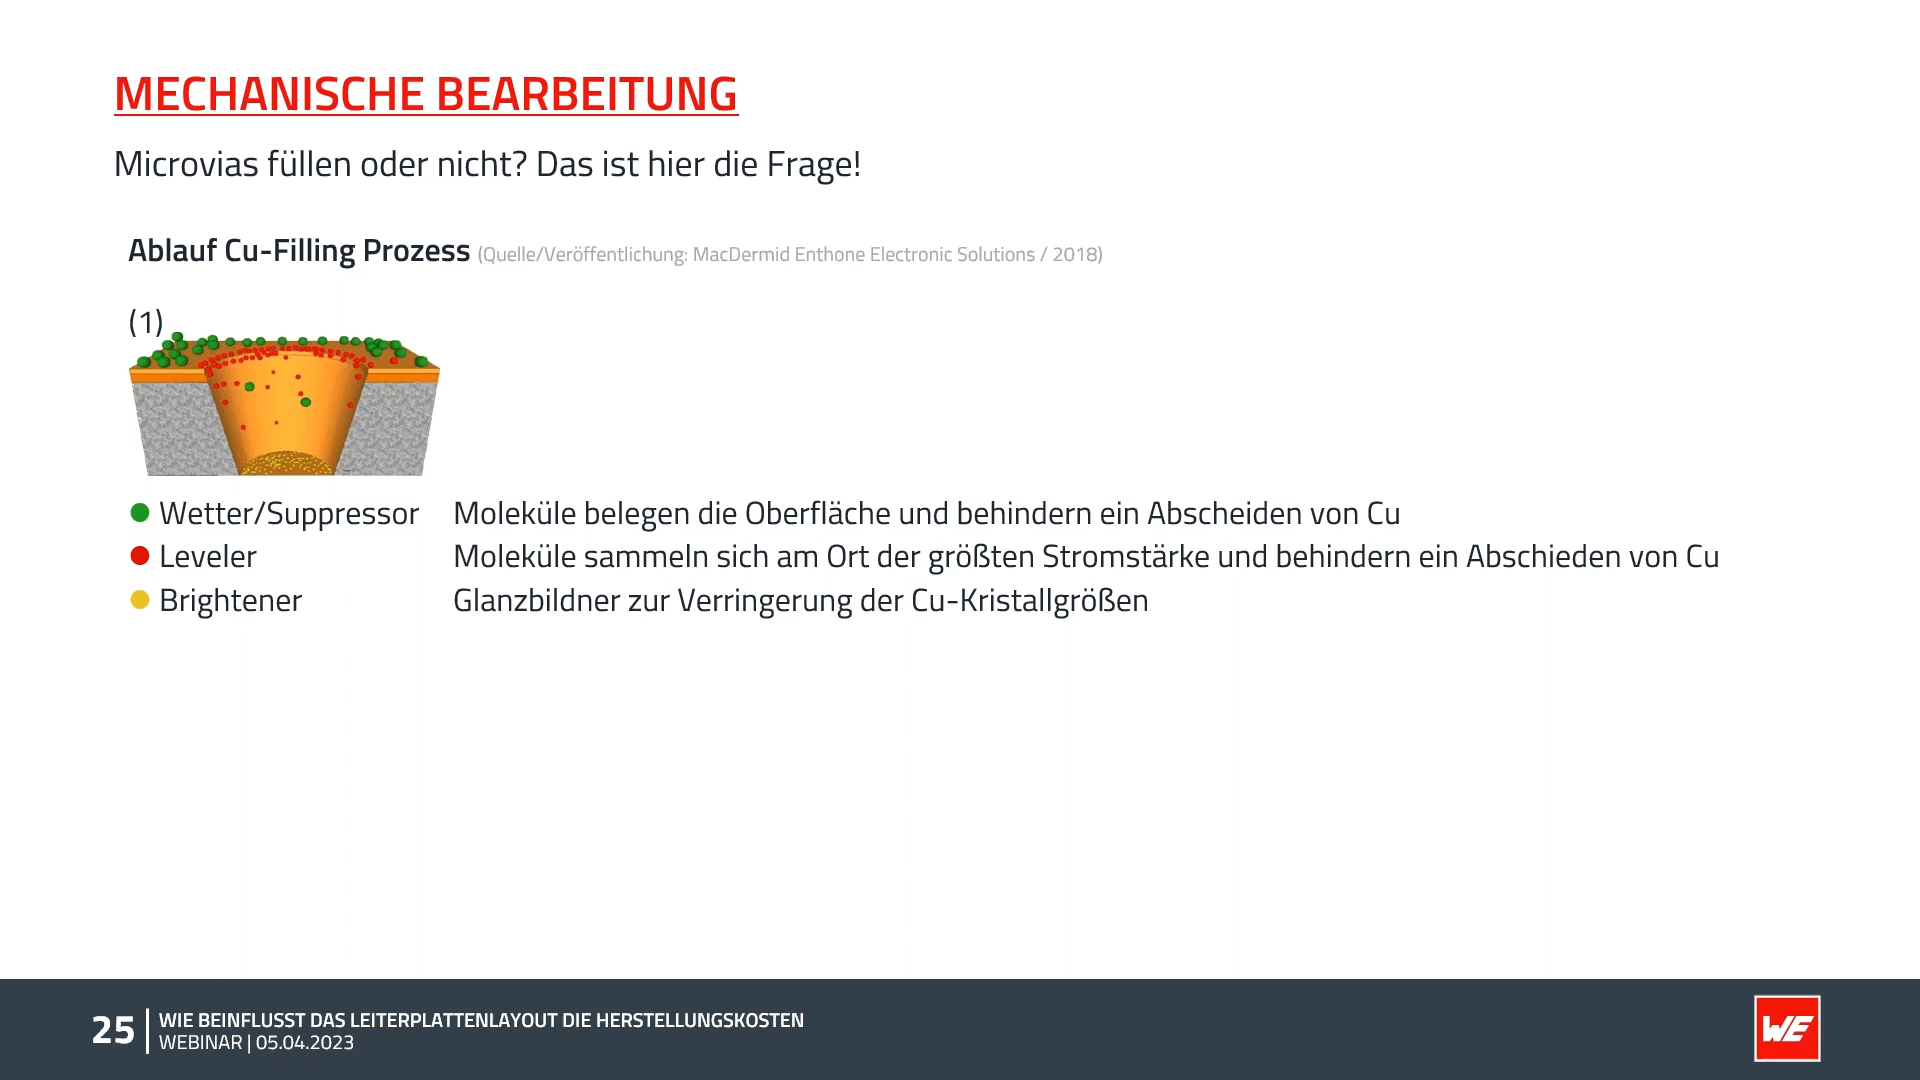 MECHANISCHE BEARBEITUNG
Microvias füllen oder nicht? Das ist hier die Frage!
Ablauf Cu-Filling Prozess (Quelle/Veröffentlichung: MacDermid Enthone Electronic Solutions / 2018)
(1)
Wetter/Suppressor Moleküle belegen die Oberfläche und behindern ein Abscheiden von Cu
Leveler Moleküle sammeln sich am Ort der größten Stromstärke und behindern ein Abschieden von Cu
Brightener Glanzbildner zur Verringerung der Cu-Kristallgrößen
25 WIE BEINFLUSST DAS LEITERPLATTENLAYOUT DIE HERSTELLUNGSKOSTEN
WEBINAR | 05.04.2023
WE